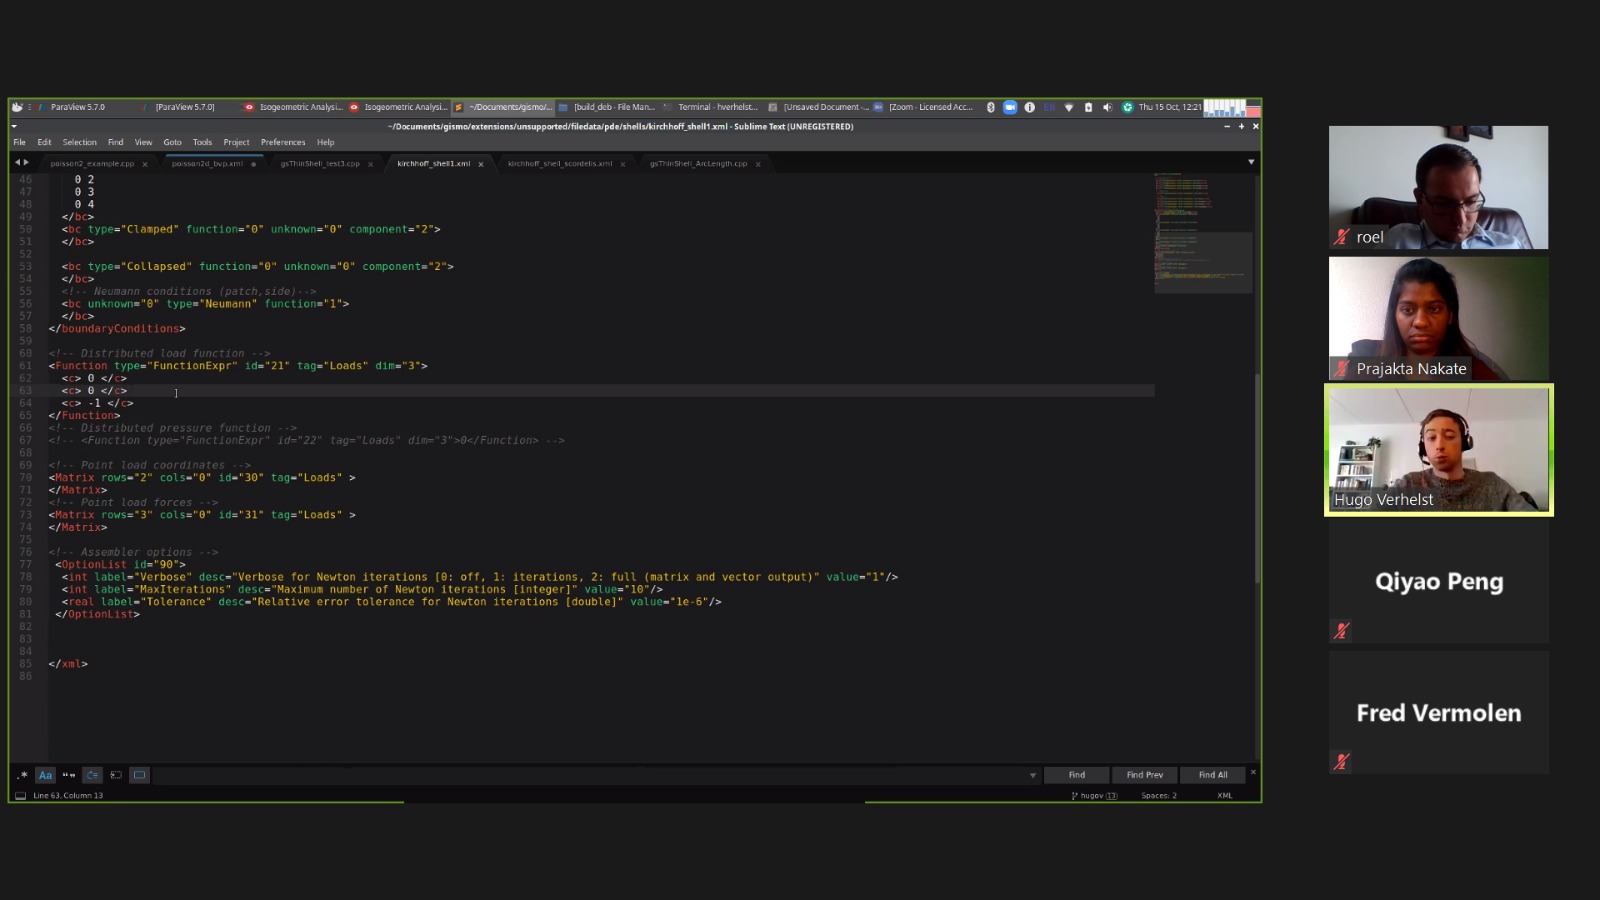 ParaView 5.7.0
[ParaView 5.7.0]
Isogeometric Analysi...
Isogeometric Analysi...
~/Documents/gismo/...
[build_deb - File Man...
Terminal - hverhelst...
[Unsaved Document -...
[Zoom - Licensed Acc...
EN
Thu 15 Oct, 12:21
~/Documents/gismo/extensions/unsupported/filedata/pde/shells/kirchhoff_shell1.xml - Sublime Text (UNREGISTERED)
File Edit Selection Find View Goto Tools Project Preferences Help
poisson2_example.cpp
poisson2d_bvp.xml
gsThinShell_test3.cpp
kirchhoff_shell1.xml
kirchhoff_shell_scordelis.xml
gsThinShell_ArcLength.cpp
46 0 2
47 0 3
48 0 4
49 </bc>
50 <bc type="Clamped" function="0" unknown="0" component="2">
51 </bc>
52
53 <bc type="Collapsed" function="0" unknown="0" component="2">
54 </bc>
55 <!-- Neumann conditions (patch,side)-->
56 <bc unknown="0" type="Neumann" function="1">
57 </bc>
58 </boundaryConditions>
59
60 <!-- Distributed load function -->
61 <Function type="FunctionExpr" id="21" tag="Loads" dim="3">
62 <c> 0 </c>
63 <c> 0 </c>
64 <c> -1 </c>
65 </Function>
66 <!-- Distributed pressure function -->
67 <!-- <Function type="FunctionExpr" id="22" tag="Loads" dim="3">0</Function> -->
68
69 <!-- Point load coordinates -->
70 <Matrix rows="2" cols="0" id="30" tag="Loads" >
71 </Matrix>
72 <!-- Point load forces -->
73 <Matrix rows="3" cols="0" id="31" tag="Loads" >
74 </Matrix>
75
76 <!-- Assembler options -->
77 <OptionList id="90">
78 <int label="Verbose" desc="Verbose for Newton iterations [0: off, 1: iterations, 2: full (matrix and vector output)" value="1"/>
79 <int label="MaxIterations" desc="Maximum number of Newton iterations [integer]" value="10"/>
80 <real label="Tolerance" desc="Relative error tolerance for Newton iterations [double]" value="1e-6"/>
81 </OptionList>
82
83
84
85 </xml>
86
.* Aa “” Find Find Prev Find All
Line 63, Column 13
hugov (13)
Spaces: 2
XML
roel
Prajakta Nakate
Hugo Verhelst
Qiyao Peng
Fred Vermolen